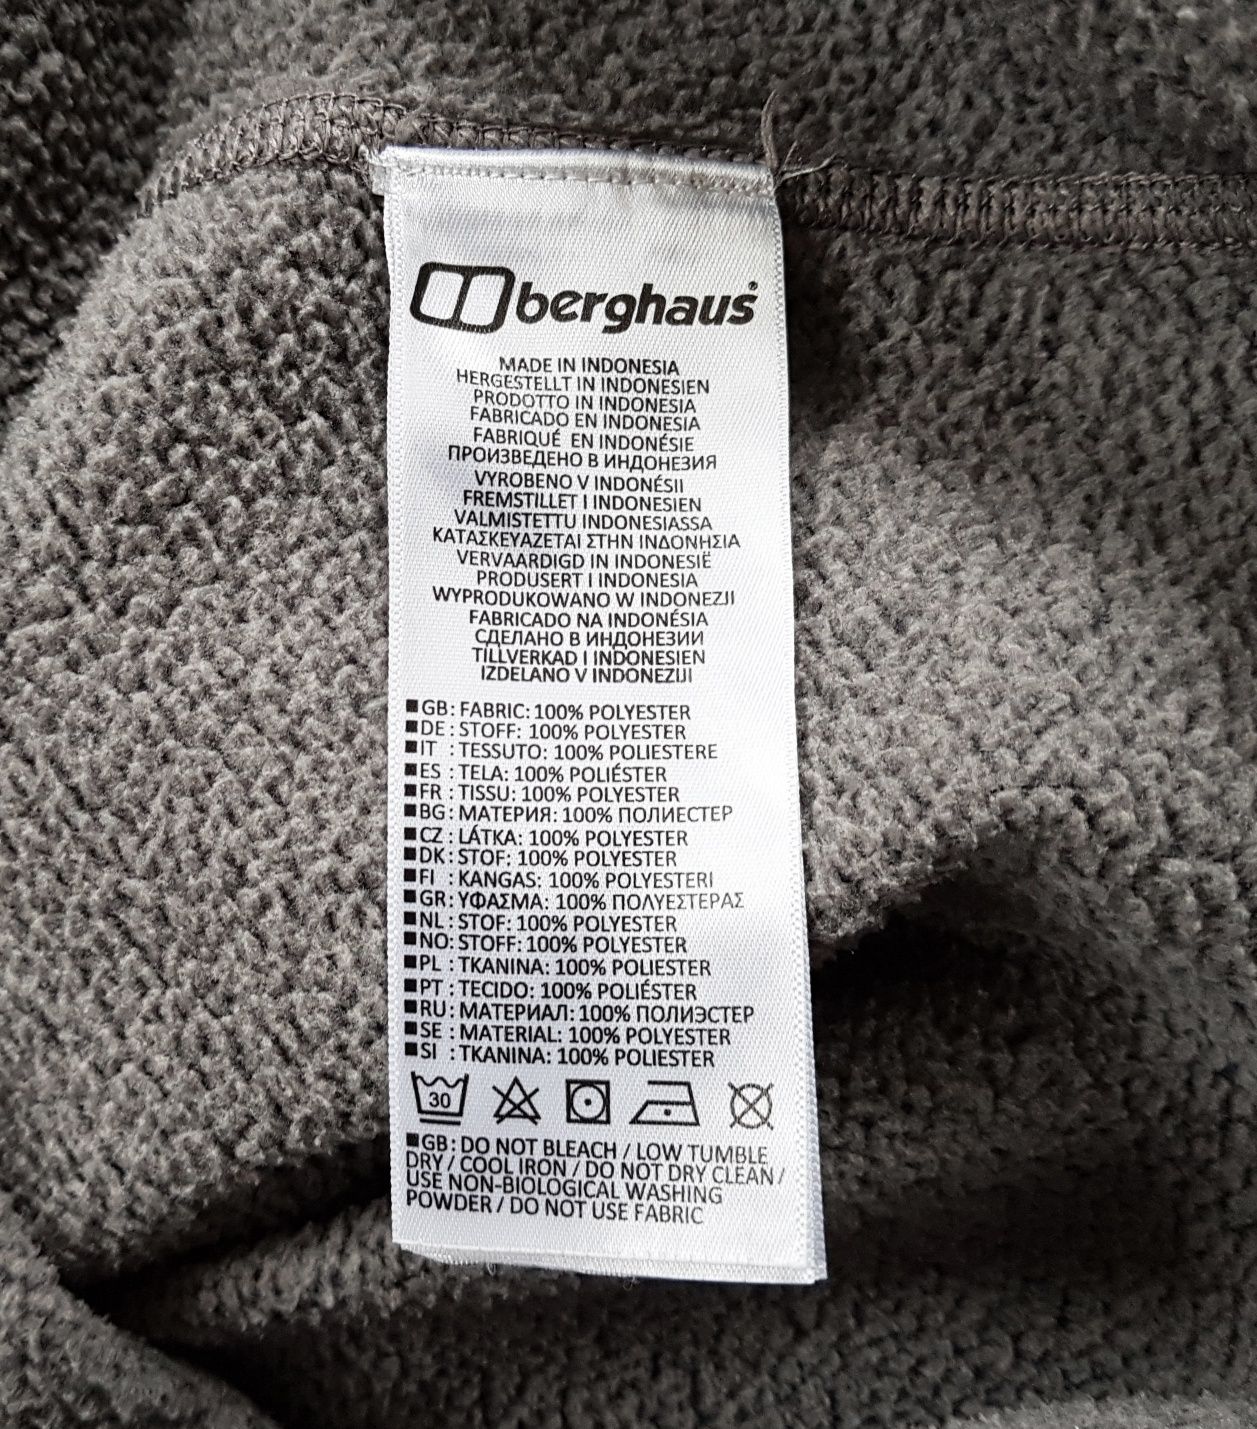 berghaus®
MADE IN INDONESIA
HERGESTELLT IN INDONESIEN
PRODOTTO IN INDONESIA
FABRICADO EN INDONESIA
FABRIQUÉ EN INDONÉSIE
ПРОИЗВЕДЕНО В ИНДОНЕЗИЯ
VYROBENO V INDONÉSII
FREMSTILLET I INDONESIEN
VALMISTETTU INDONESIASSA
ΚΑΤΑΣΚΕΥΑΖΕΤΑΙ ΣΤΗΝ ΙΝΔΟΝΗΣΙΑ
VERVAARDIGD IN INDONESIË
PRODUSERT I INDONESIA
WYPRODUKOWANO W INDONEZJI
FABRICADO NA INDONÉSIA
СДЕЛАНО В ИНДОНЕЗИИ
TILLVERKAD I INDONESIEN
IZDELANO V INDONEZIJI
■GB: FABRIC: 100% POLYESTER
■DE: STOFF: 100% POLYESTER
■IT : TESSUTO: 100% POLIESTERE
■ES : TELA: 100% POLIÉSTER
■FR : TISSU: 100% POLYESTER
■BG: МАТЕРИЯ: 100% ПОЛИЕСТЕР
■CZ : LÁTKA: 100% POLYESTER
■DK: STOF: 100% POLYESTER
■FI : KANGAS: 100% POLYESTERI
■GR: ΥΦΑΣΜΑ: 100% ΠΟΛΥΕΣΤΕΡΑΣ
■NL: STOF: 100% POLYESTER
■NO: STOFF: 100% POLYESTER
■PL : TKANINA: 100% POLIESTER
■PT : TECIDO: 100% POLIÉSTER
■RU: МАТЕРИАЛ: 100% ПОЛИЭСТЕР
■SE : MATERIAL: 100% POLYESTER
■SI : TKANINA: 100% POLIESTER
30
■GB: DO NOT BLEACH / LOW TUMBLE
DRY / COOL IRON / DO NOT DRY CLEAN /
USE NON-BIOLOGICAL WASHING
POWDER / DO NOT USE FABRIC